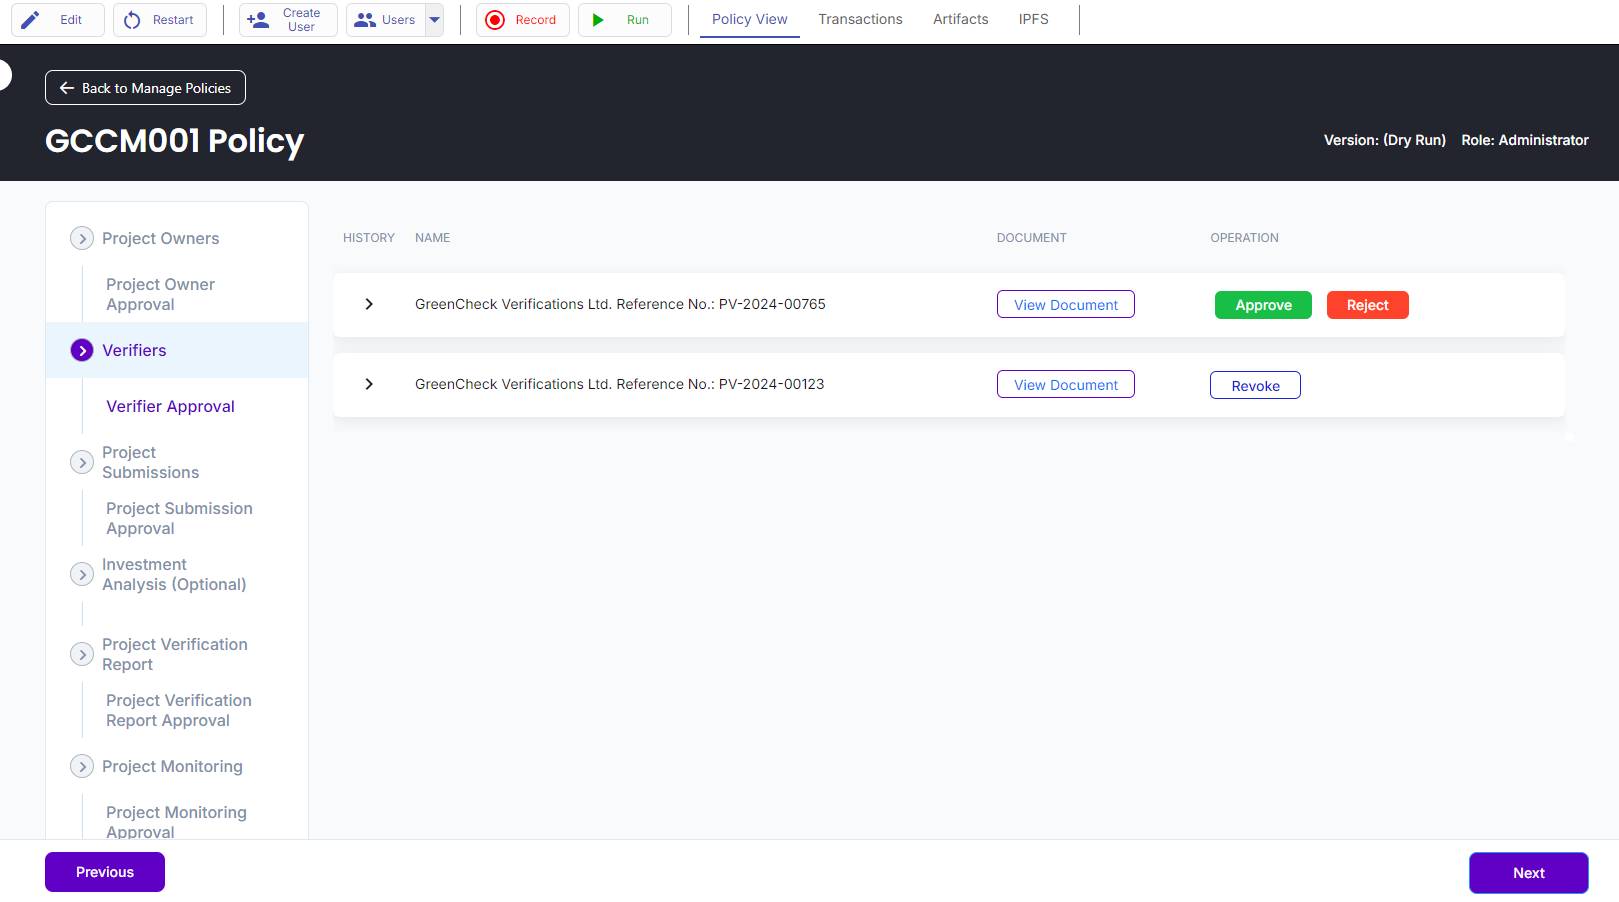 Edit
Restart
Create
User
Users
Record
Run
Policy View
Transactions
Artifacts
IPFS
Back to Manage Policies
GCCM001 Policy
Version: (Dry Run)
Role: Administrator
Project Owners
Project Owner
Approval
Verifiers
Verifier Approval
Project
Submissions
Project Submission
Approval
Investment
Analysis (Optional)
Project Verification
Report
Project Verification
Report Approval
Project Monitoring
Project Monitoring
Approval
HISTORY NAME DOCUMENT OPERATION
GreenCheck Verifications Ltd. Reference No.: PV-2024-00765 View Document Approve Reject
GreenCheck Verifications Ltd. Reference No.: PV-2024-00123 View Document Revoke
Previous
Next